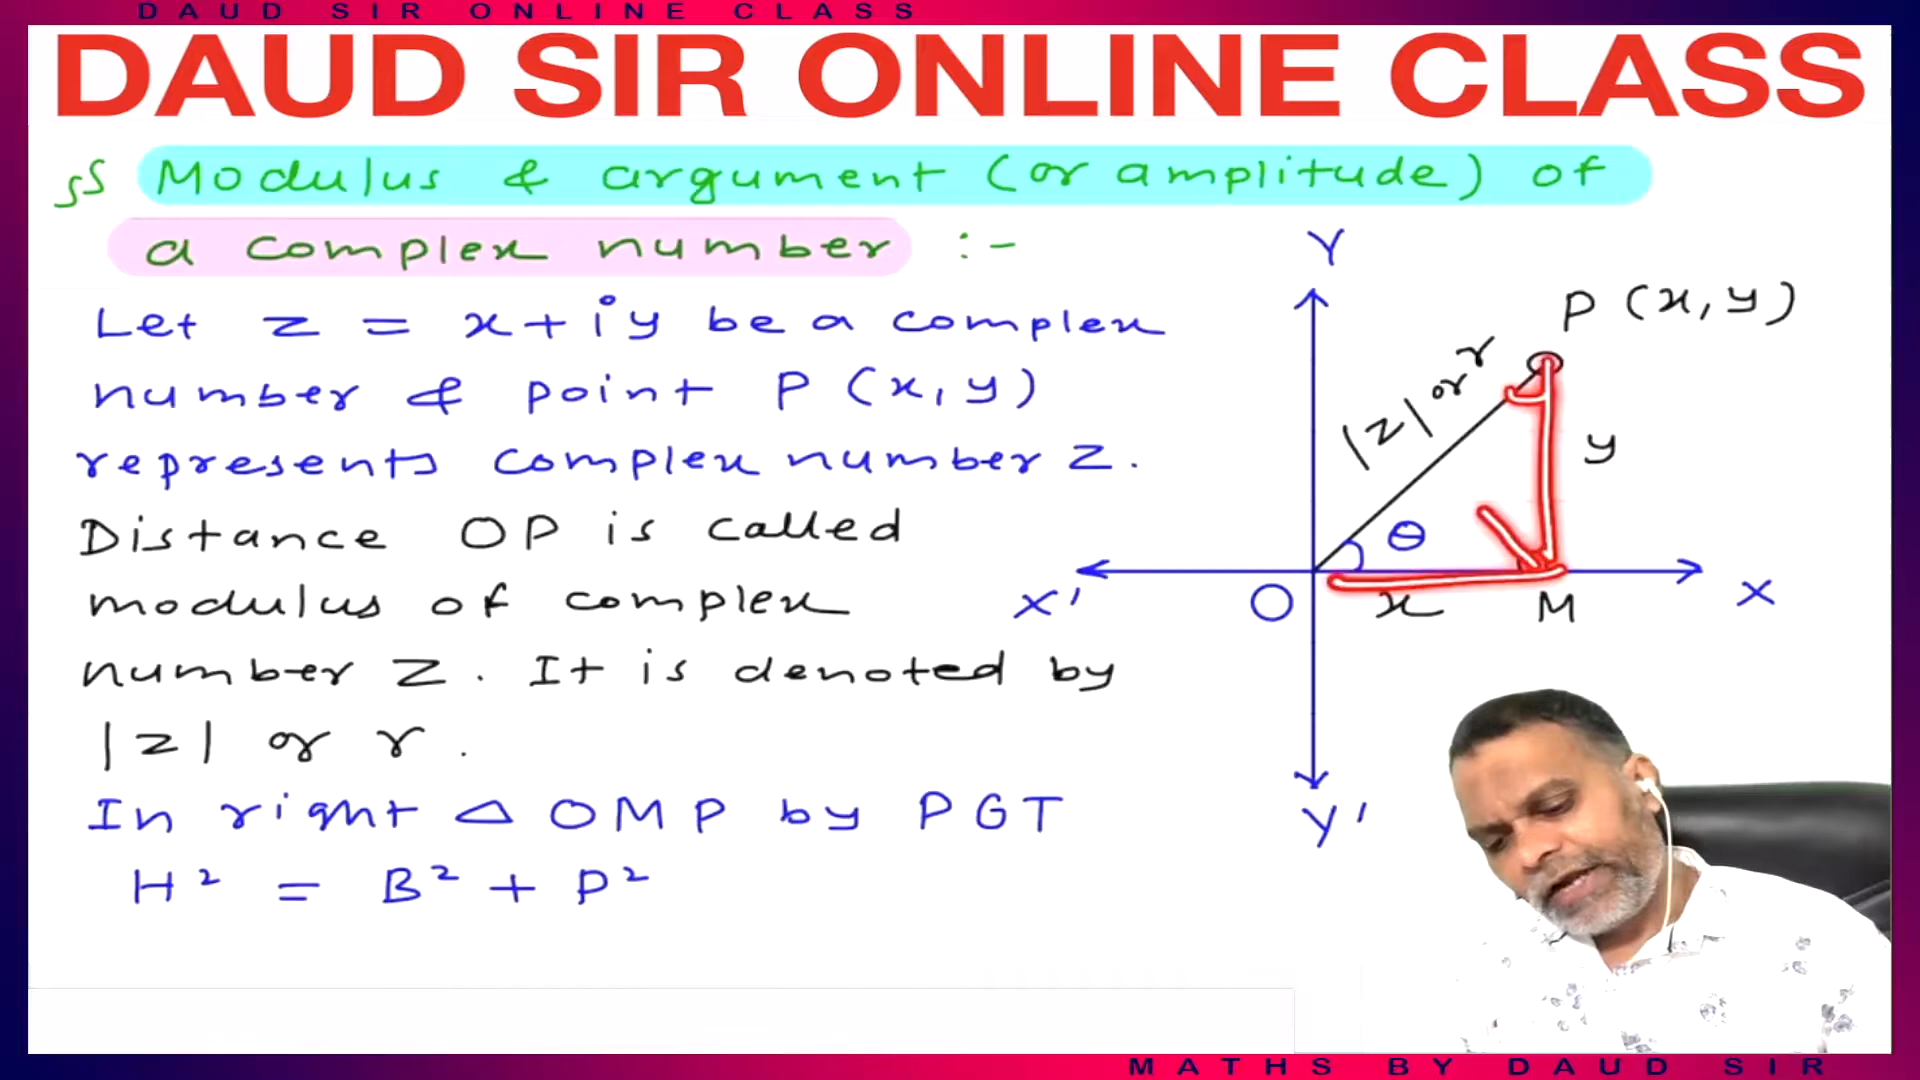 DAUD SIR ONLINE CLASS
DAUD SIR ONLINE CLASS
Modulus & argument (or amplitude) of
a complex number :-
Let z = x + iy be a complex
number & point P (x, y)
represents complex number z.
Distance OP is called
modulus of complex
number z. It is denoted by
|z| or r.
In right △ OMP by PGT
H² = B² + P²
Y
P (x, y)
|z| or r
y
θ
X'
O
x
M
X
Y'
MATHS BY DAUD SIR